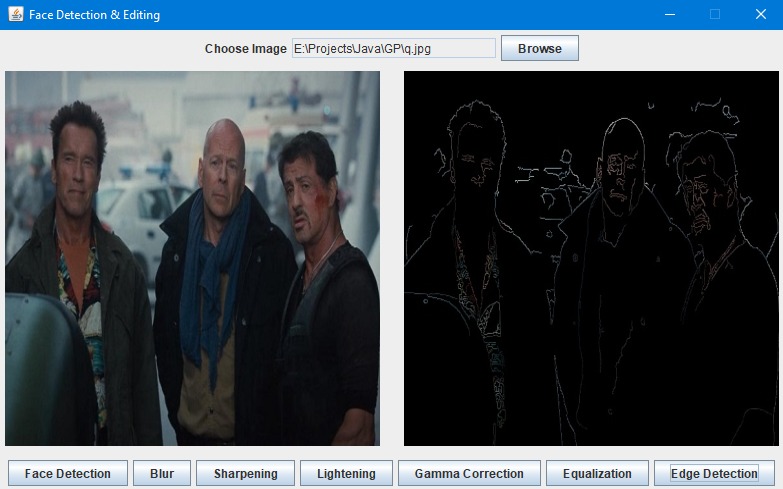 Face Detection & Editing
Choose Image E:\Projects\Java\GP\q.jpg Browse
Face Detection Blur Sharpening Lightening Gamma Correction Equalization Edge Detection